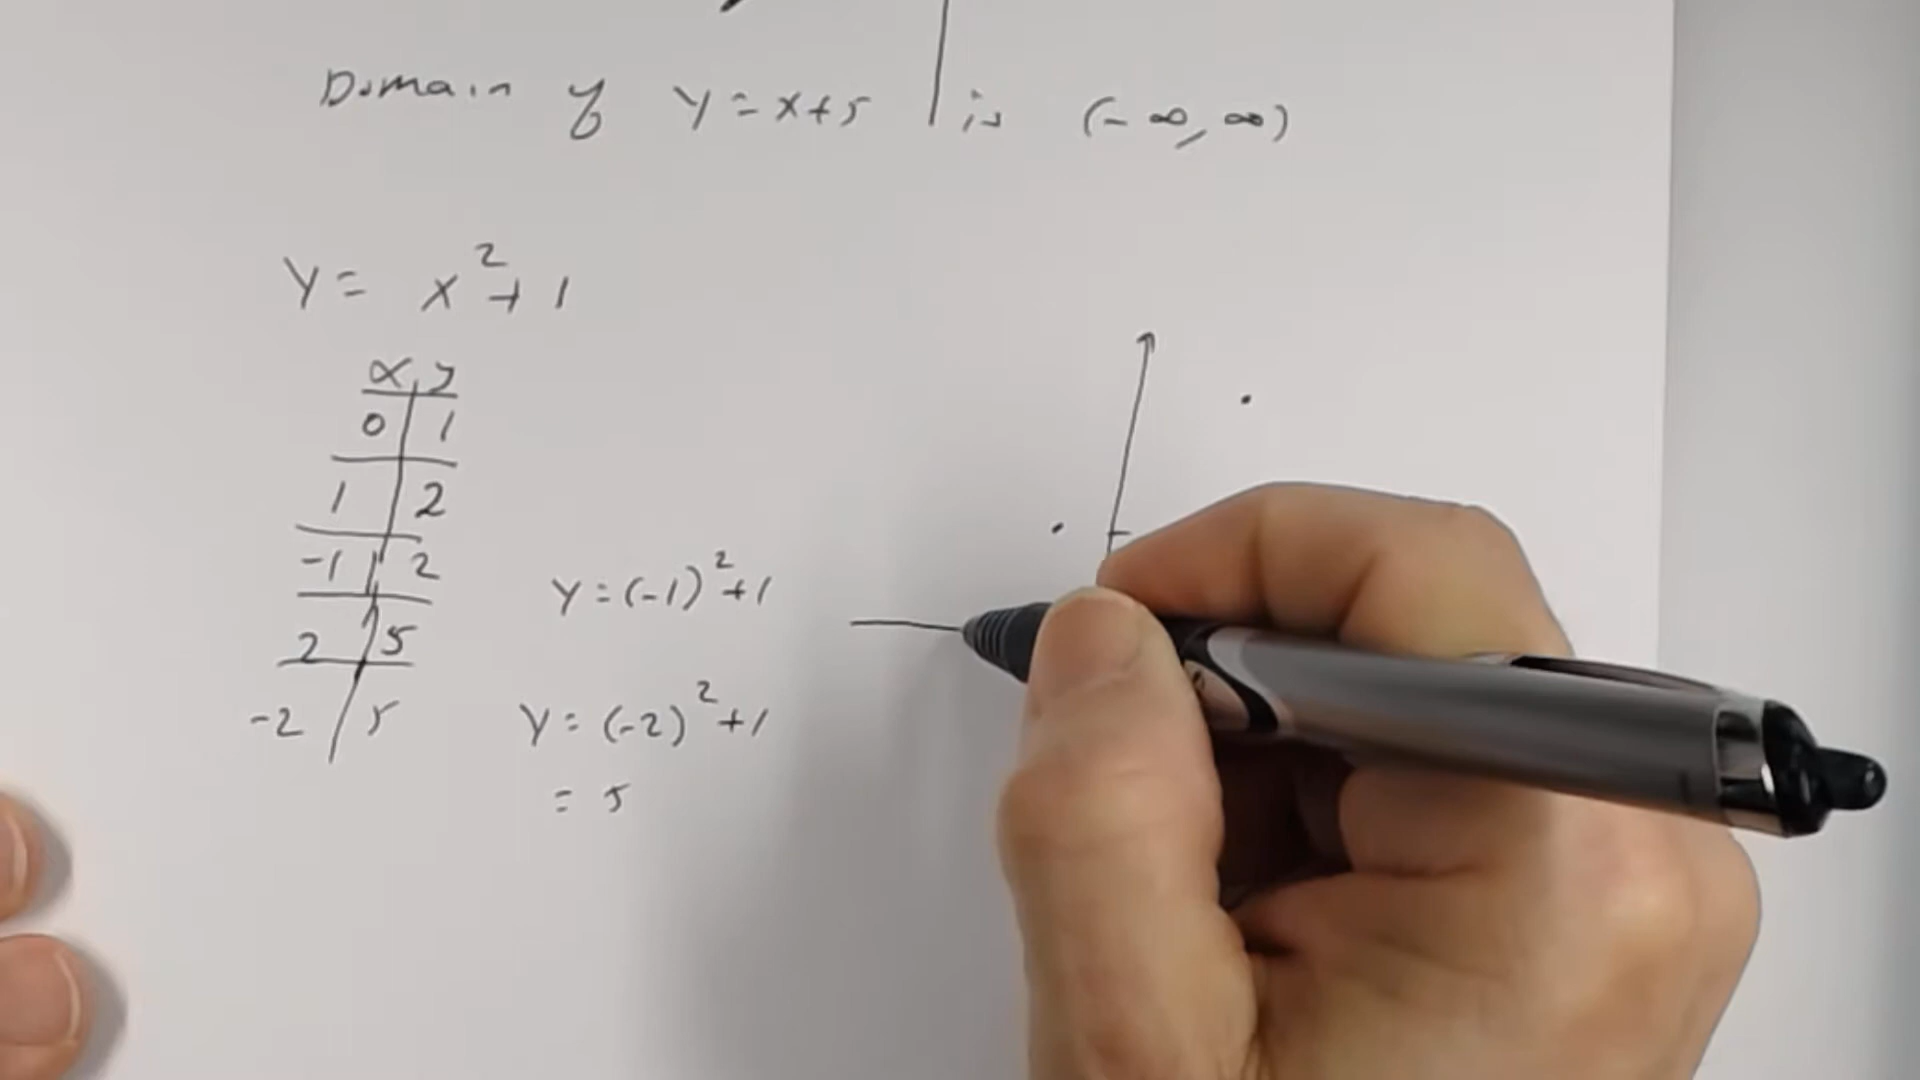 Domain of y = x+5 is (-∞, ∞)
y = x² + 1
x y
0 1
1 2
-1 2
y = (-1)² + 1
2 5
-2 5
y = (-2)² + 1
= 5